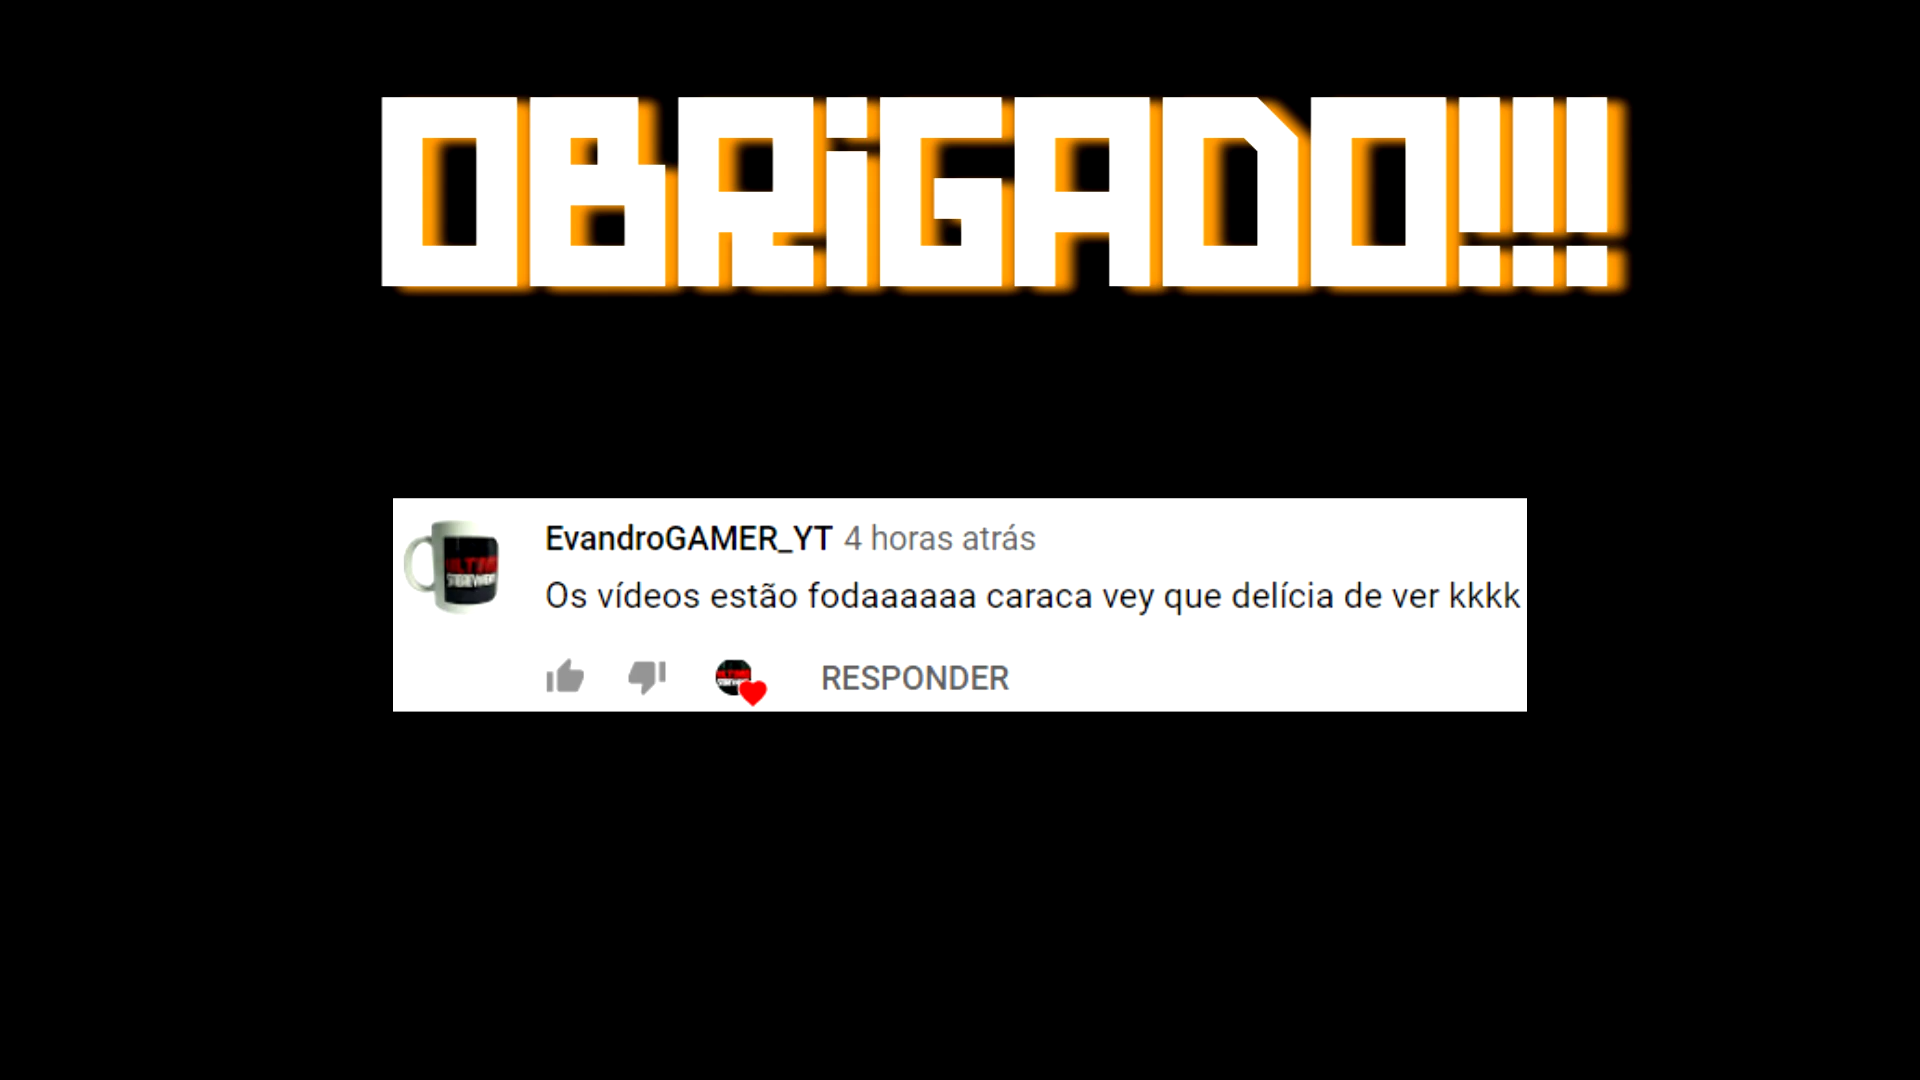 OBRiGADO!!!
EvandroGAMER_YT 4 horas atrás
Os vídeos estão fodaaaaaa caraca vey que delícia de ver kkkk
RESPONDER